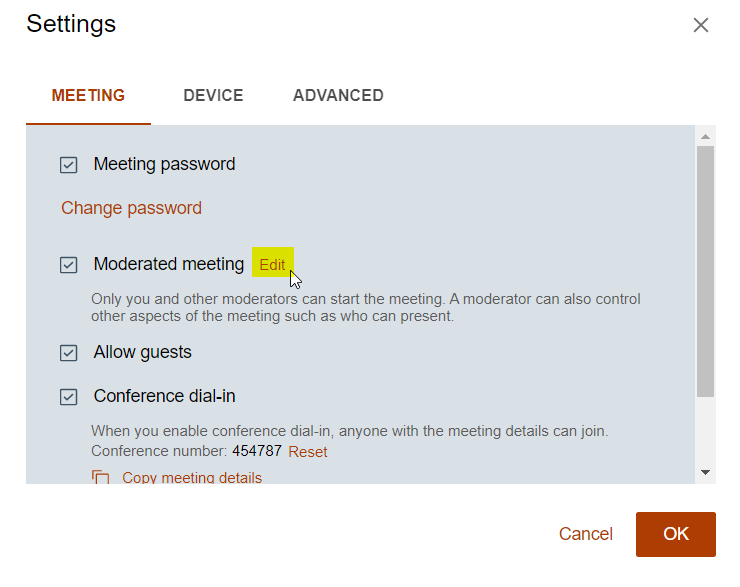 Settings
MEETING DEVICE ADVANCED
Meeting password
Change password
Moderated meeting Edit
Only you and other moderators can start the meeting. A moderator can also control
other aspects of the meeting such as who can present.
Allow guests
Conference dial-in
When you enable conference dial-in, anyone with the meeting details can join.
Conference number: 454787 Reset
Copy meeting details
Cancel OK